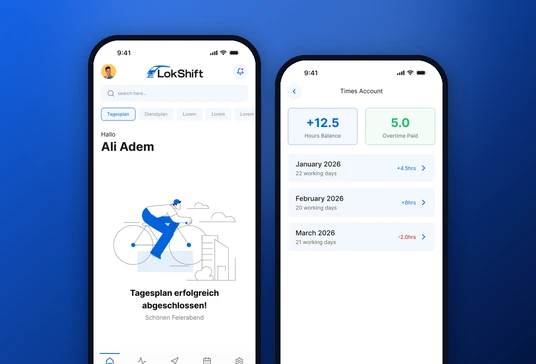 9:41
LokShift
search here...
Tagesplan
Dienstplan
Lorem
Lorem
Lorem
Hallo
Ali Adem
Tagesplan erfolgreich
abgeschlossen!
Schönen Feierabend
9:41
Times Account
+12.5
Hours Balance
5.0
Overtime Paid
January 2026
22 working days
+4.5hrs
February 2026
20 working days
+8hrs
March 2026
21 working days
-2.0hrs